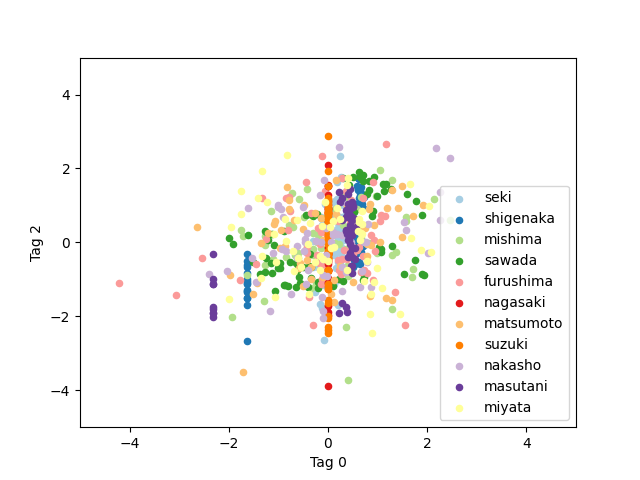 4
2
0
−2
−4
Tag 2
−4
−2
0
2
4
Tag 0
seki
shigenaka
mishima
sawada
furushima
nagasaki
matsumoto
suzuki
nakasho
masutani
miyata